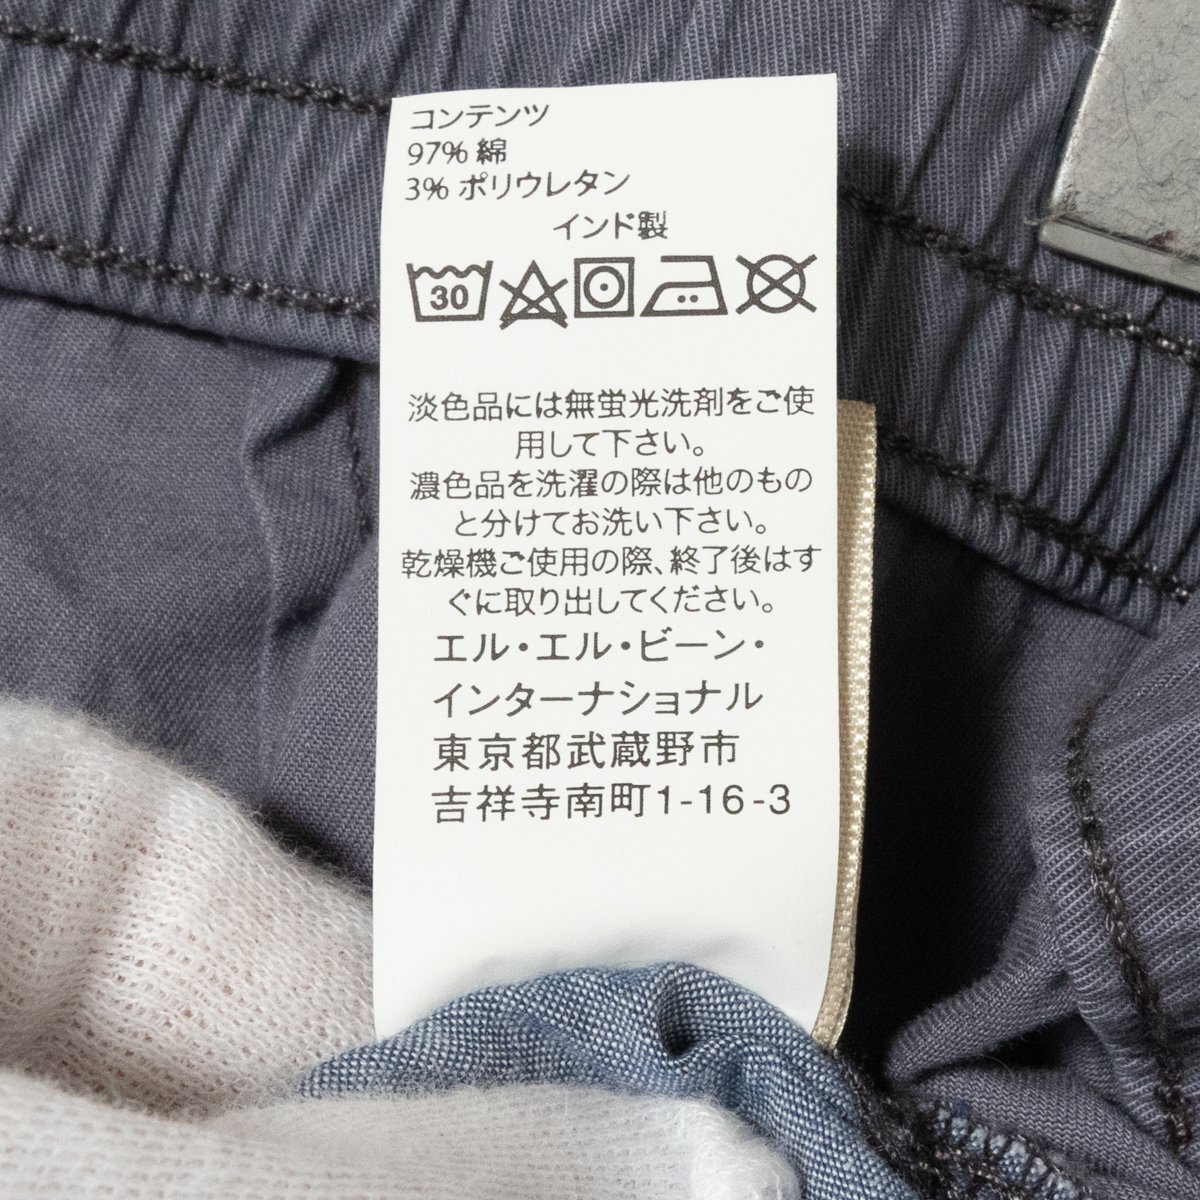 コンテンツ
97% 綿
3% ポリウレタン
インド製
30
淡色品には無蛍光洗剤をご使
用して下さい。
濃色品を洗濯の際は他のもの
と分けてお洗い下さい。
乾燥機ご使用の際、終了後はす
ぐに取り出してください。
エル・エル・ビーン・
インターナショナル
東京都武蔵野市
吉祥寺南町1-16-3